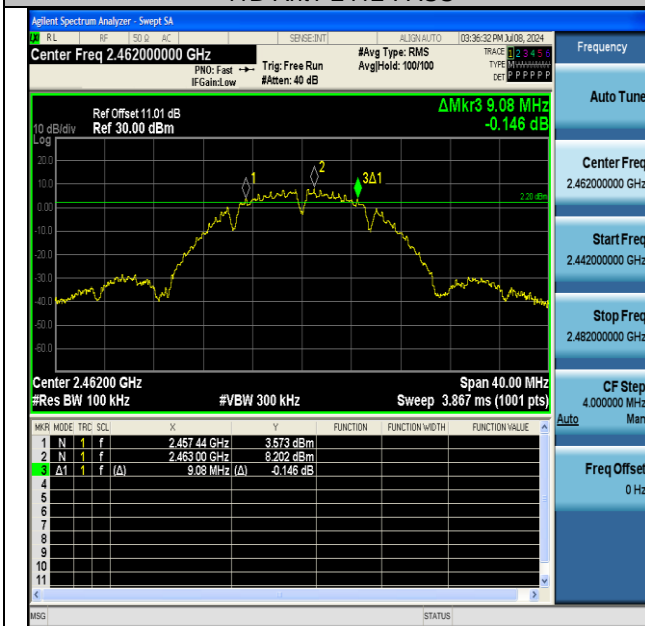 Agilent Spectrum Analyzer - Swept SA
RL RF 50 Ω AC SENSE:INT ALIGN AUTO 03:36:32 PM Jul 08, 2024
Center Freq 2.462000000 GHz #Avg Type: RMS TRACE 1 2 3 4 5 6
PNO: Fast Trig: Free Run Avg|Hold: 100/100 TYPE M
IFGain:Low #Atten: 40 dB DET P P P P P P
Frequency
Auto Tune
Center Freq
2.462000000 GHz
Start Freq
2.442000000 GHz
Stop Freq
2.482000000 GHz
CF Step
4.000000 MHz
Auto Man
Freq Offset
0 Hz
ΔMkr3 9.08 MHz
-0.146 dB
Ref Offset 11.01 dB
10 dB/div Ref 30.00 dBm
Log
20.0
10.0
0.00
-10.0
-20.0
-30.0
-40.0
-50.0
-60.0
1
2
3Δ1
2.20 dBm
Center 2.46200 GHz Span 40.00 MHz
#Res BW 100 kHz #VBW 300 kHz Sweep 3.867 ms (1001 pts)
MKR MODE TRC SCL X Y FUNCTION FUNCTION WIDTH FUNCTION VALUE
1 N 1 f 2.457 44 GHz 3.573 dBm
2 N 1 f 2.463 00 GHz 8.202 dBm
3 Δ1 1 f (Δ) 9.08 MHz (Δ) -0.146 dB
4
5
6
7
8
9
10
11
MSG STATUS